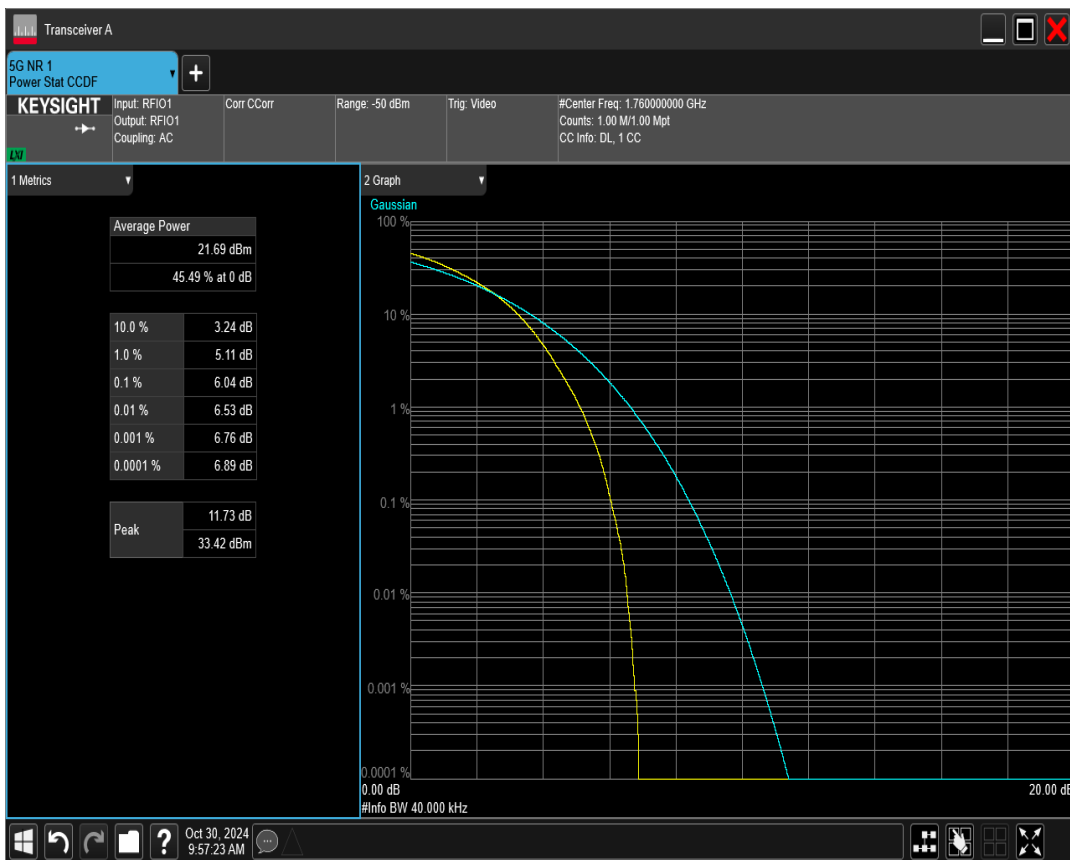 Transceiver A
5G NR 1
Power Stat CCDF
+
KEYSIGHT
LXI
Input: RFIO1
Output: RFIO1
Coupling: AC
Corr CCorr
Range: -50 dBm
Trig: Video
#Center Freq: 1.760000000 GHz
Counts: 1.00 M/1.00 Mpt
CC Info: DL, 1 CC
1 Metrics
Average Power
21.69 dBm
45.49 % at 0 dB
10.0 % 3.24 dB
1.0 % 5.11 dB
0.1 % 6.04 dB
0.01 % 6.53 dB
0.001 % 6.76 dB
0.0001 % 6.89 dB
Peak 11.73 dB
33.42 dBm
2 Graph
Gaussian
100 %
10 %
1 %
0.1 %
0.01 %
0.001 %
0.0001 %
0.00 dB 20.00 dB
#Info BW 40.000 kHz
? Oct 30, 2024
9:57:23 AM